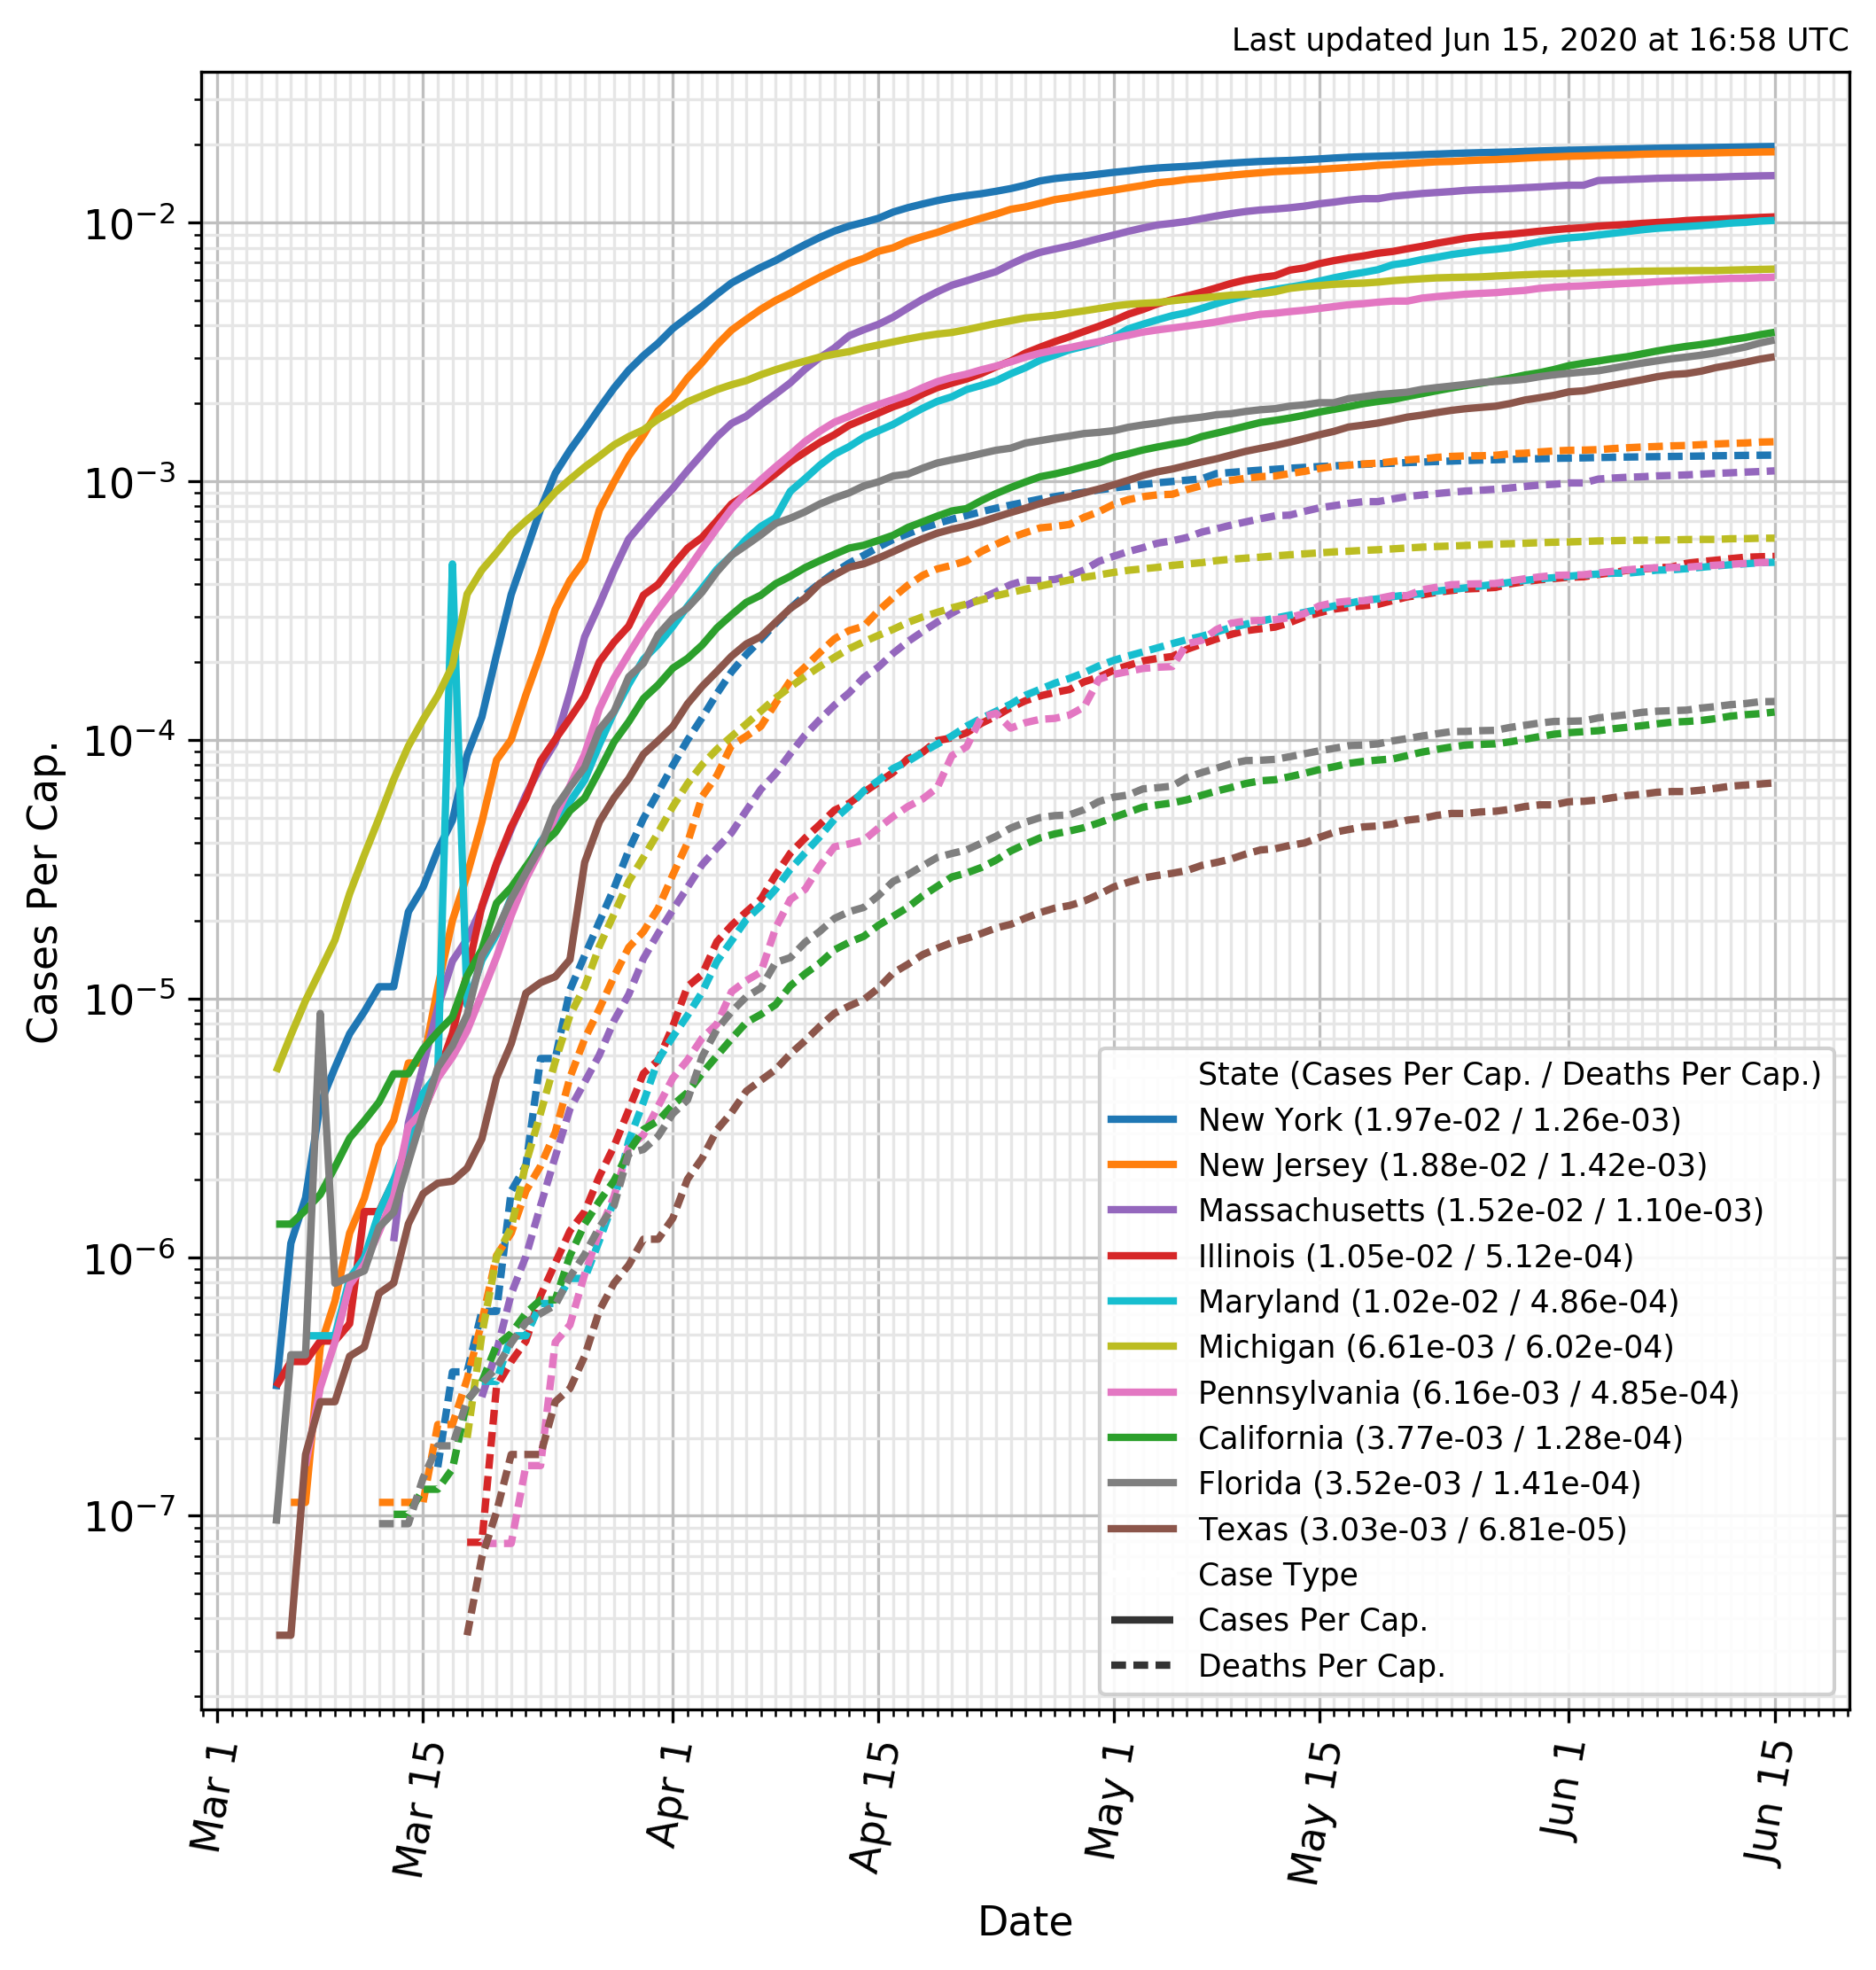 Last updated Jun 15, 2020 at 16:58 UTC
Cases Per Cap.
10⁻²
10⁻³
10⁻⁴
10⁻⁵
10⁻⁶
10⁻⁷
State (Cases Per Cap. / Deaths Per Cap.)
New York (1.97e-02 / 1.26e-03)
New Jersey (1.88e-02 / 1.42e-03)
Massachusetts (1.52e-02 / 1.10e-03)
Illinois (1.05e-02 / 5.12e-04)
Maryland (1.02e-02 / 4.86e-04)
Michigan (6.61e-03 / 6.02e-04)
Pennsylvania (6.16e-03 / 4.85e-04)
California (3.77e-03 / 1.28e-04)
Florida (3.52e-03 / 1.41e-04)
Texas (3.03e-03 / 6.81e-05)
Case Type
Cases Per Cap.
Deaths Per Cap.
Mar 1
Mar 15
Apr 1
Apr 15
May 1
May 15
Jun 1
Jun 15
Date